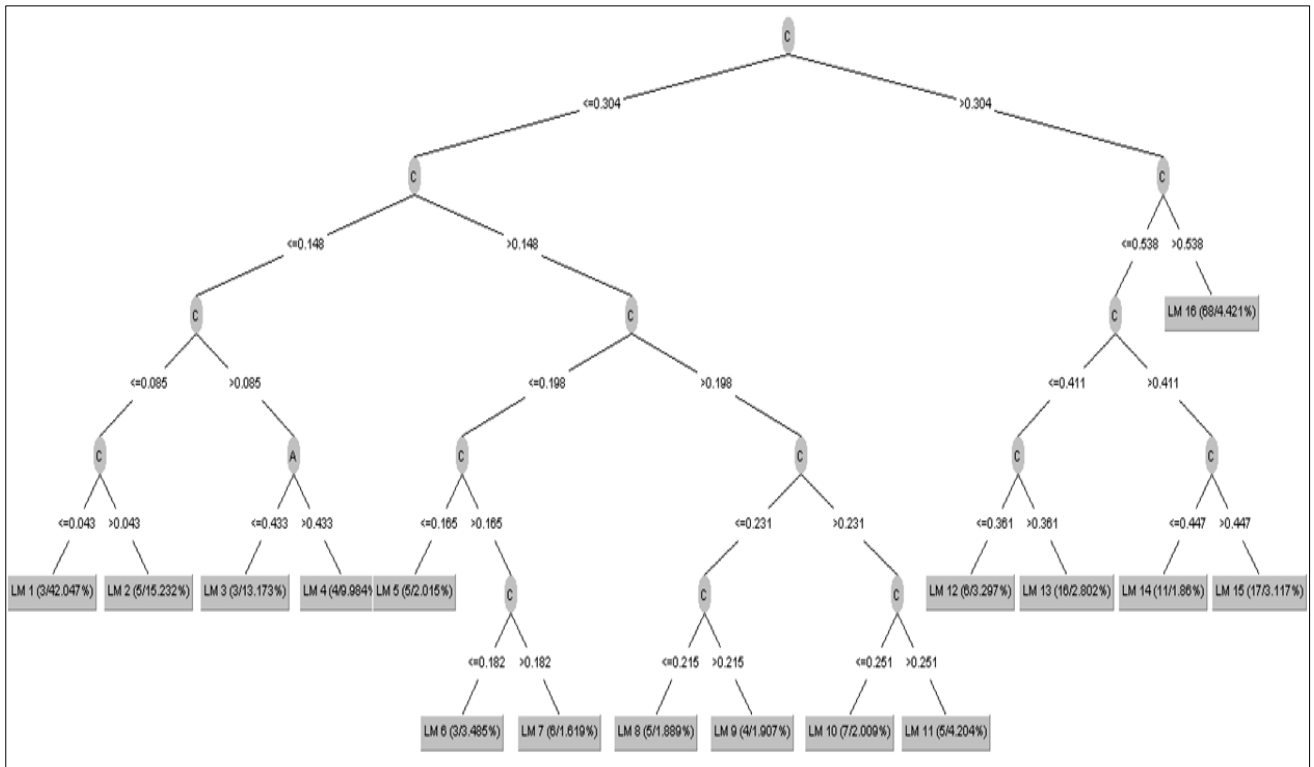 C
<=0.304 >0.304
C C
<=0.148 >0.148 <=0.538 >0.538
C C C LM 16 (68/4.421%)
<=0.085 >0.085 <=0.198 >0.198 <=0.411 >0.411
C A C C C C
<=0.043 >0.043 <=0.433 >0.433 <=0.165 >0.165 <=0.231 >0.231 <=0.361 >0.361 <=0.447 >0.447
LM 1 (3/42.047%) LM 2 (5/15.232%) LM 3 (3/13.173%) LM 4 (4/9.984% LM 5 (5/2.015%) C C C LM 12 (6/3.297%) LM 13 (16/2.802%) LM 14 (11/1.86%) LM 15 (17/3.117%)
<=0.182 >0.182 <=0.215 >0.215 <=0.251 >0.251
LM 6 (3/3.485%) LM 7 (6/1.619%) LM 8 (5/1.889%) LM 9 (4/1.907%) LM 10 (7/2.009%) LM 11 (5/4.204%)